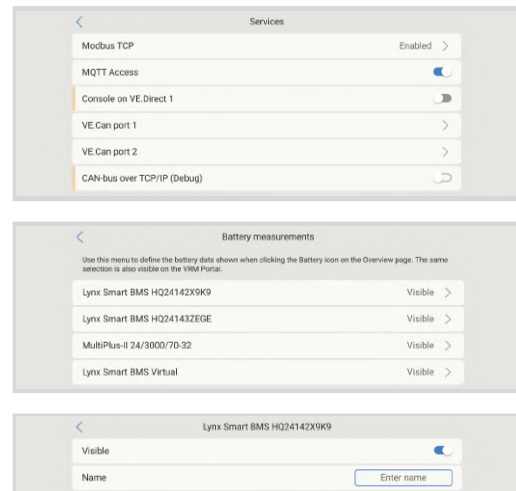 Services
Modbus TCP Enabled
MQTT Access
Console on VE.Direct 1
VE.Can port 1
VE.Can port 2
CAN-bus over TCP/IP (Debug)
Battery measurements
Use this menu to define the battery data shown when clicking the Battery icon on the Overview page. The same
selection is also visible on the VRM Portal.
Lynx Smart BMS HQ24142X9K9 Visible
Lynx Smart BMS HQ24143ZEGE Visible
MultiPlus-II 24/3000/70-32 Visible
Lynx Smart BMS Virtual Visible
Lynx Smart BMS HQ24142X9K9
Visible
Name Enter name